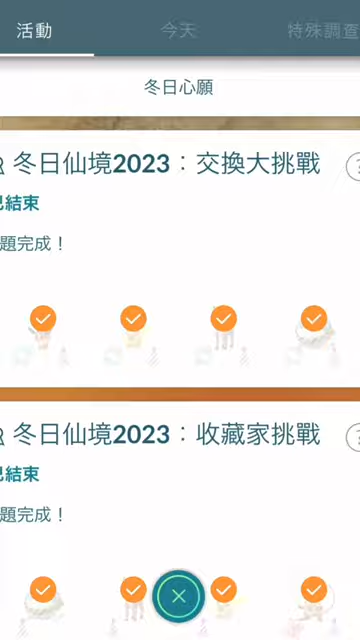 活動 今天 特殊調查
冬日心願
冬日仙境2023：交換大挑戰
已結束
題完成！
冬日仙境2023：收藏家挑戰
已結束
題完成！